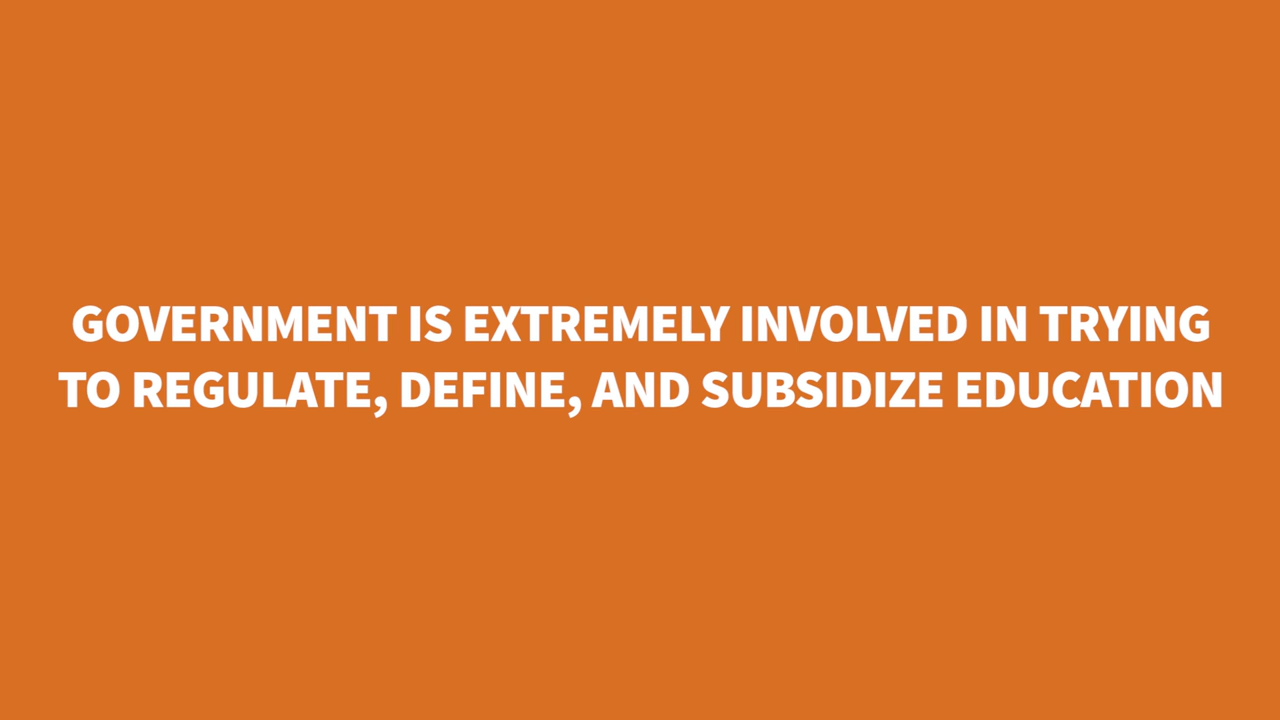 GOVERNMENT IS EXTREMELY INVOLVED IN TRYING
TO REGULATE, DEFINE, AND SUBSIDIZE EDUCATION